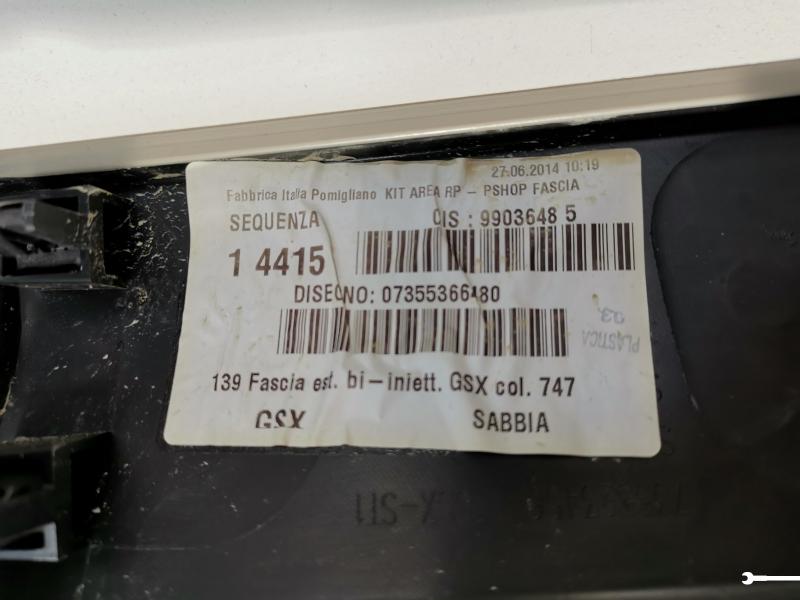 27.06.2014 10:19
Fabbrica Italia Pomigliano KIT AREA RP - PSHOP FASCIA
SEQUENZA CIS : 9903648 5
1 4415
DISEGNO: 07355366480
139 Fascia est. bi-iniett. GSX col. 747
GSX SABBIA
PLASTICA